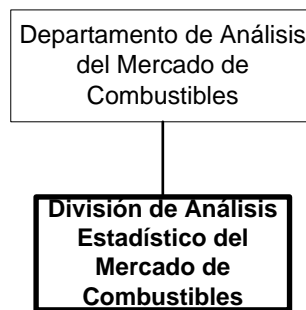 Departamento de Análisis
del Mercado de
Combustibles
División de Análisis
Estadístico del
Mercado de
Combustibles